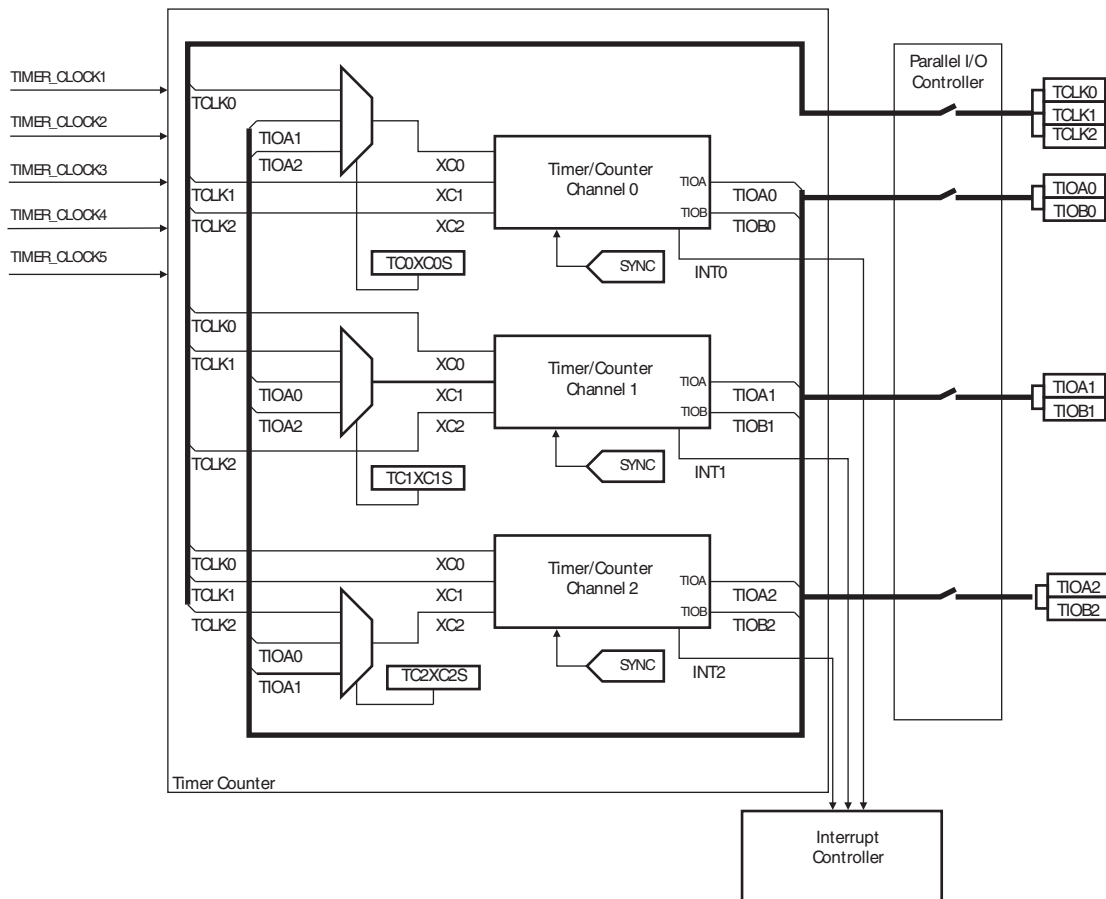 TIMER_CLOCK1
TIMER_CLOCK2
TIMER_CLOCK3
TIMER_CLOCK4
TIMER_CLOCK5
TCLK0
TIOA1
TIOA2
TCLK1
TCLK2
XC0
XC1
XC2
TC0XC0S
Timer/Counter
Channel 0
TIOA
TIOB
TIOA0
TIOB0
SYNC
INT0
TCLK0
TCLK1
TIOA0
TIOA2
TCLK2
XC0
XC1
XC2
TC1XC1S
Timer/Counter
Channel 1
TIOA
TIOB
TIOA1
TIOB1
SYNC
INT1
TCLK0
TCLK1
TCLK2
TIOA0
TIOA1
XC0
XC1
XC2
TC2XC2S
Timer/Counter
Channel 2
TIOA
TIOB
TIOA2
TIOB2
SYNC
INT2
Timer Counter
Parallel I/O
Controller
TCLK0
TCLK1
TCLK2
TIOA0
TIOB0
TIOA1
TIOB1
TIOA2
TIOB2
Interrupt
Controller